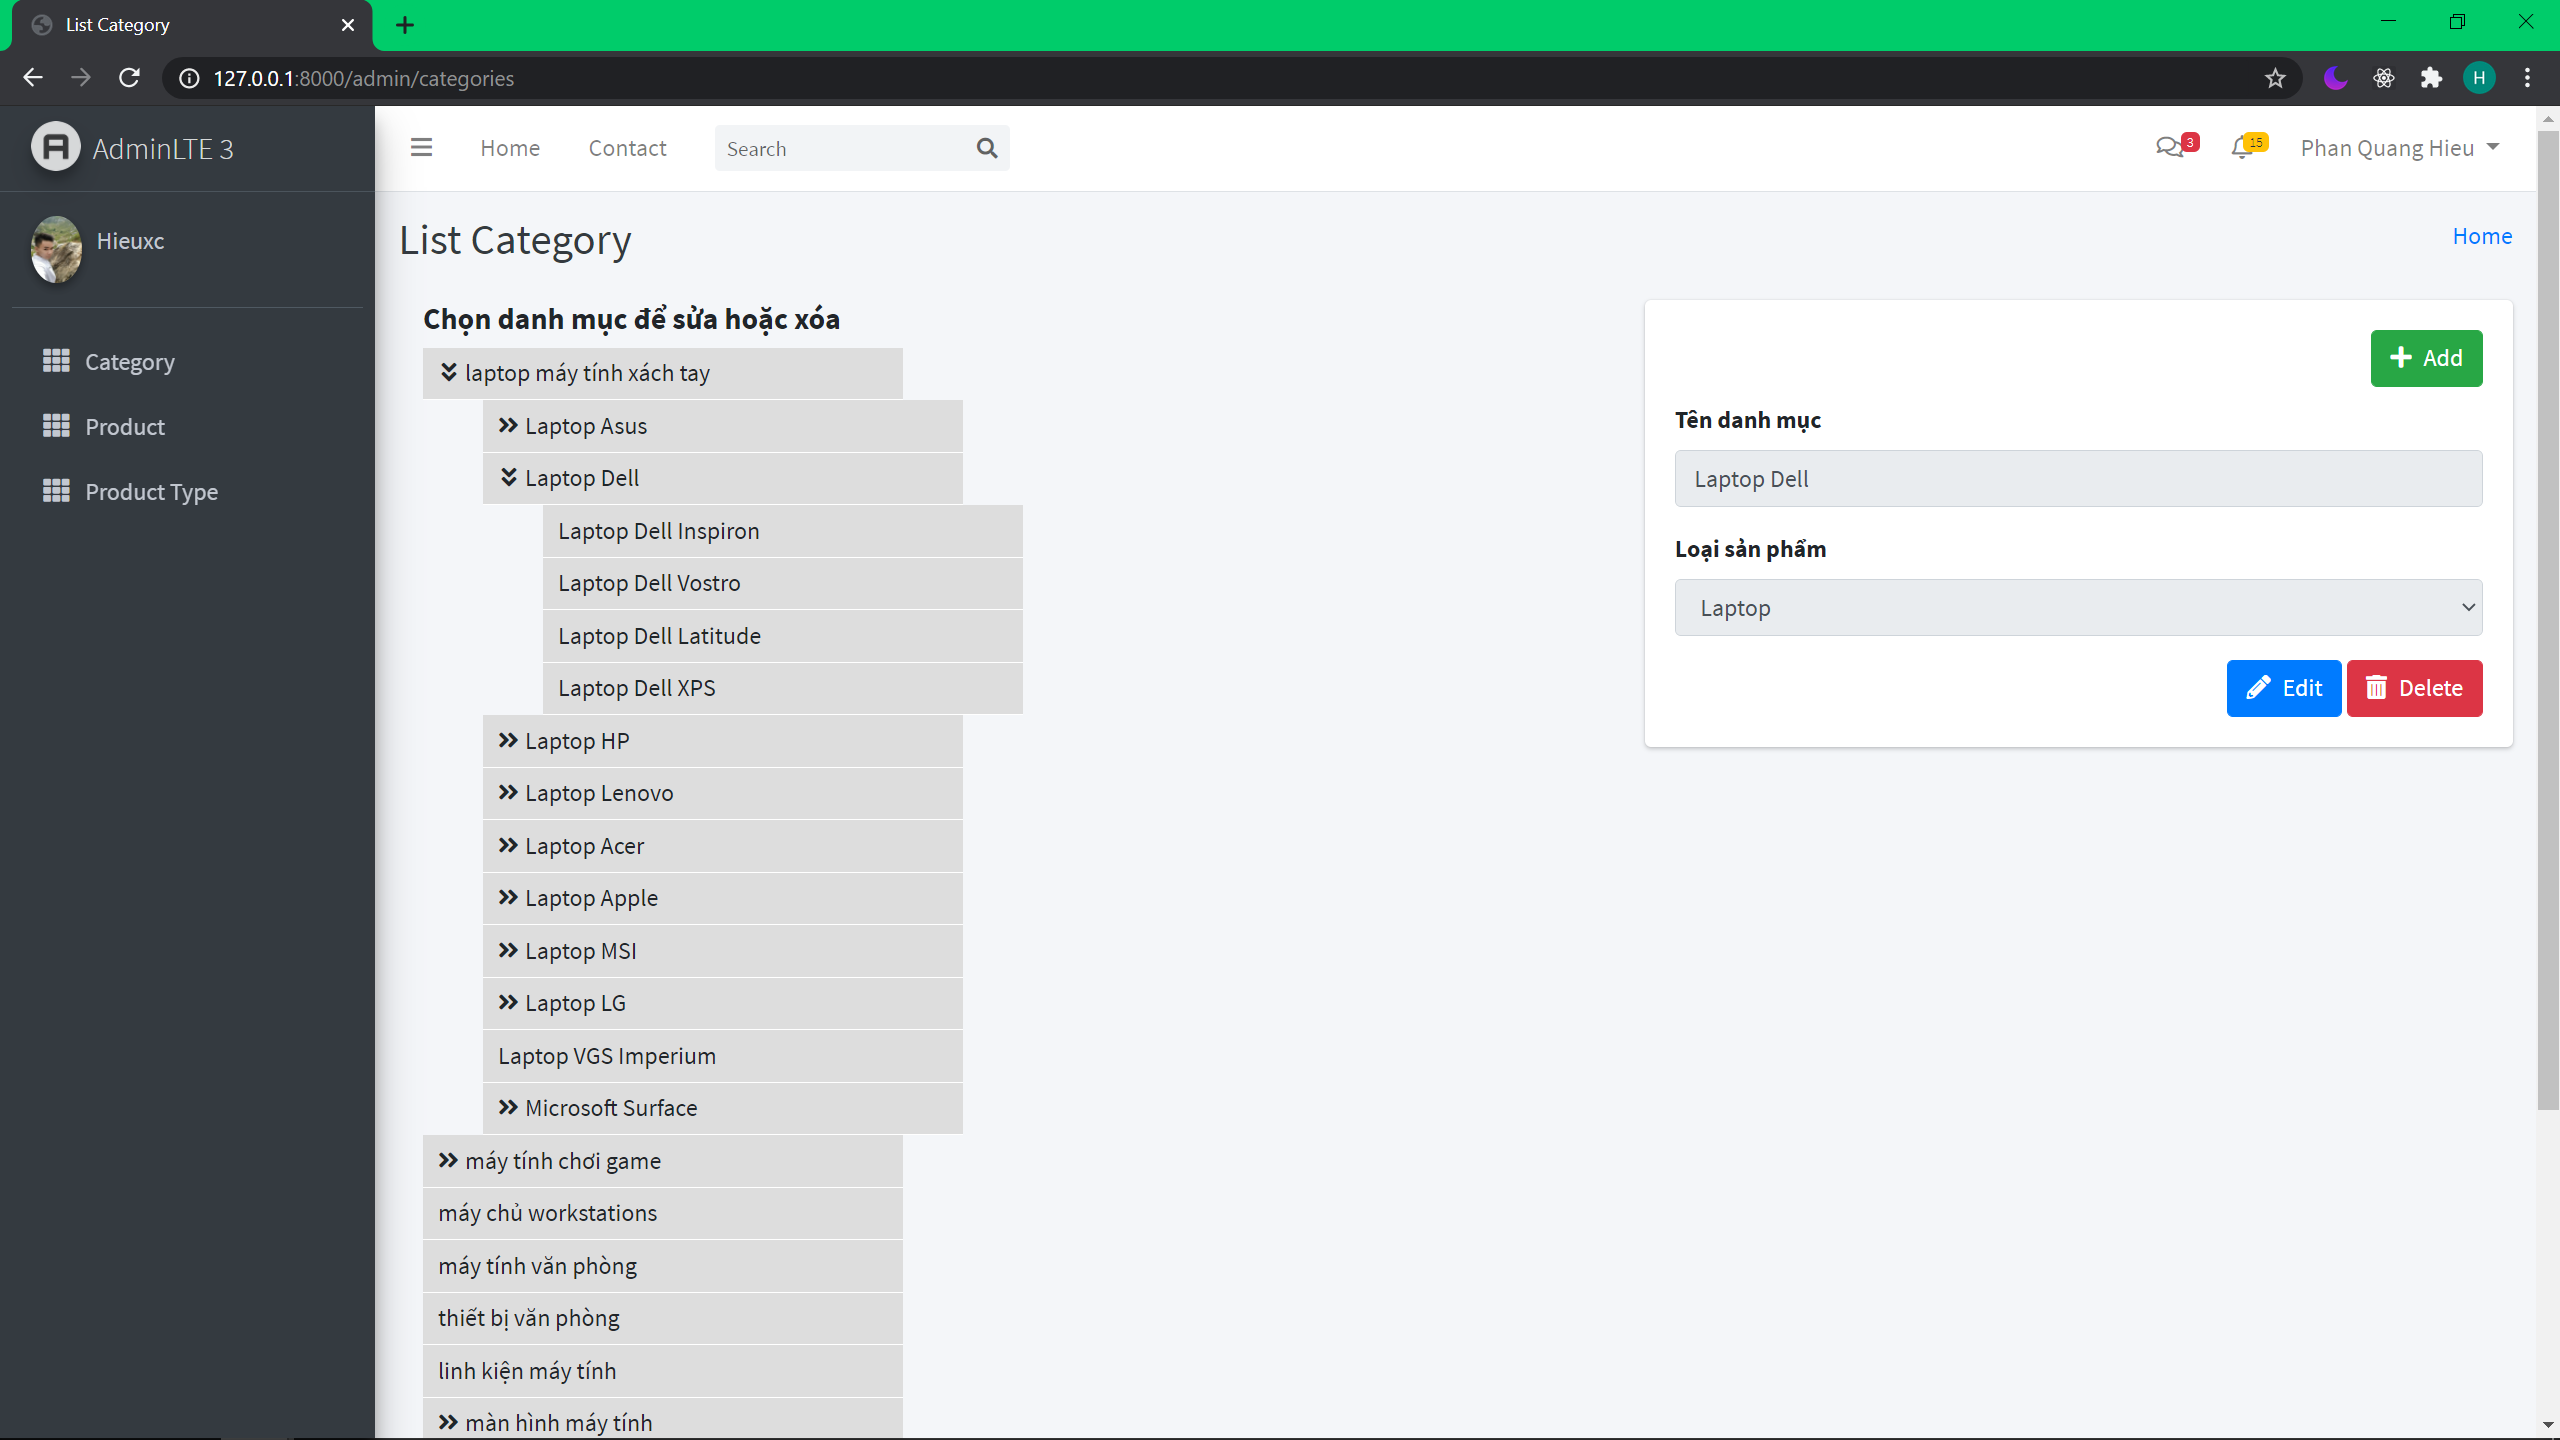 List Category
127.0.0.1:8000/admin/categories
H
AdminLTE 3
Home
Contact
Search
3
15
Phan Quang Hieu
Hieuxc
Category
Product
Product Type
List Category
Home
Chọn danh mục để sửa hoặc xóa
laptop máy tính xách tay
Laptop Asus
Laptop Dell
Laptop Dell Inspiron
Laptop Dell Vostro
Laptop Dell Latitude
Laptop Dell XPS
Laptop HP
Laptop Lenovo
Laptop Acer
Laptop Apple
Laptop MSI
Laptop LG
Laptop VGS Imperium
Microsoft Surface
máy tính chơi game
máy chủ workstations
máy tính văn phòng
thiết bị văn phòng
linh kiện máy tính
màn hình máy tính
Add
Tên danh mục
Laptop Dell
Loại sản phẩm
Laptop
Edit
Delete